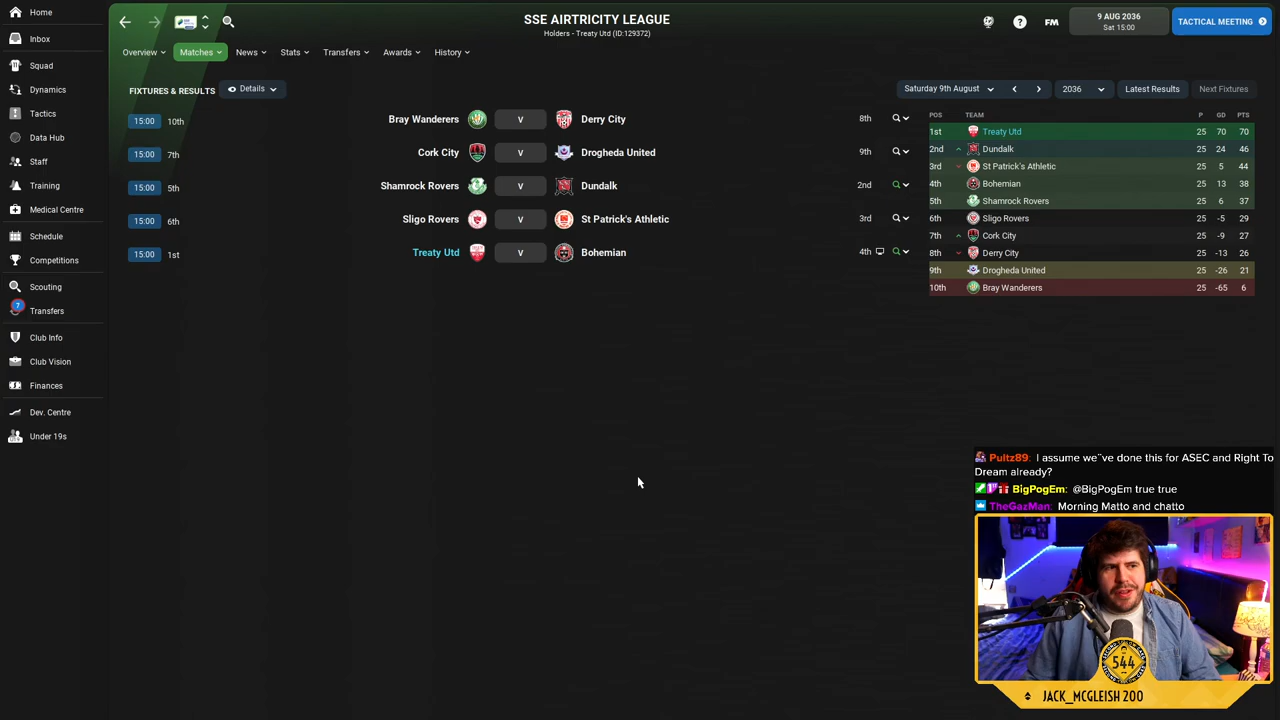 Home
Inbox
Squad
Dynamics
Tactics
Data Hub
Staff
Training
Medical Centre
Schedule
Competitions
Scouting
7
Transfers
Club Info
Club Vision
Finances
Dev. Centre
Under 19s
SSE AIRTRICITY LEAGUE
Holders - Treaty Utd (ID:129372)
? FM
9 AUG 2036
Sat 15:00
TACTICAL MEETING
Overview Matches News Stats Transfers Awards History
FIXTURES & RESULTS Details
Saturday 9th August 2036 Latest Results Next Fixtures
15:00 10th Bray Wanderers v Derry City 8th
15:00 7th Cork City v Drogheda United 9th
15:00 5th Shamrock Rovers v Dundalk 2nd
15:00 6th Sligo Rovers v St Patrick's Athletic 3rd
15:00 1st Treaty Utd v Bohemian 4th
POS TEAM P GD PTS
1st Treaty Utd 25 70 70
2nd Dundalk 25 24 46
3rd St Patrick's Athletic 25 5 44
4th Bohemian 25 13 38
5th Shamrock Rovers 25 6 37
6th Sligo Rovers 25 -5 29
7th Cork City 25 -9 27
8th Derry City 25 -13 26
9th Drogheda United 25 -26 21
10th Bray Wanderers 25 -65 6
Pultz89: I assume we¨ve done this for ASEC and Right To
Dream already?
BigPogEm: @BigPogEm true true
TheGazMan: Morning Matto and chatto
544
JACK_MCGLEISH 200